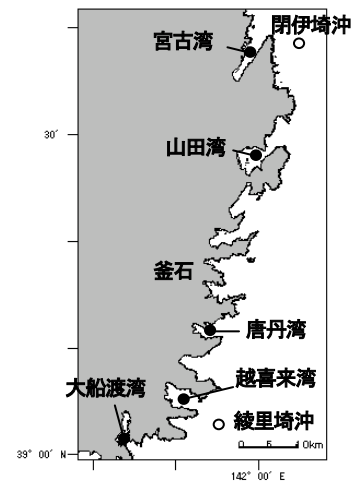 閉伊埼沖
宮古湾
30′
山田湾
釜石
唐丹湾
越喜来湾
大船渡湾
綾里埼沖
0 5 10km
39° 00′ N
142° 00′ E